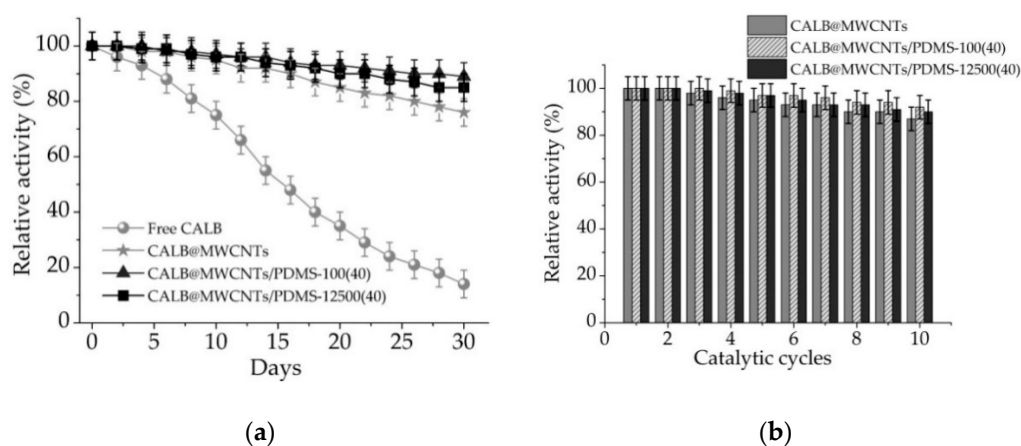 Relative activity (%)
100
80
60
40
20
0
Free CALB
CALB@MWCNTs
CALB@MWCNTs/PDMS-100(40)
CALB@MWCNTs/PDMS-12500(40)
0 5 10 15 20 25 30
Days
(a)
CALB@MWCNTs
CALB@MWCNTs/PDMS-100(40)
CALB@MWCNTs/PDMS-12500(40)
Relative activity (%)
100
80
60
40
20
0
0 2 4 6 8 10
Catalytic cycles
(b)